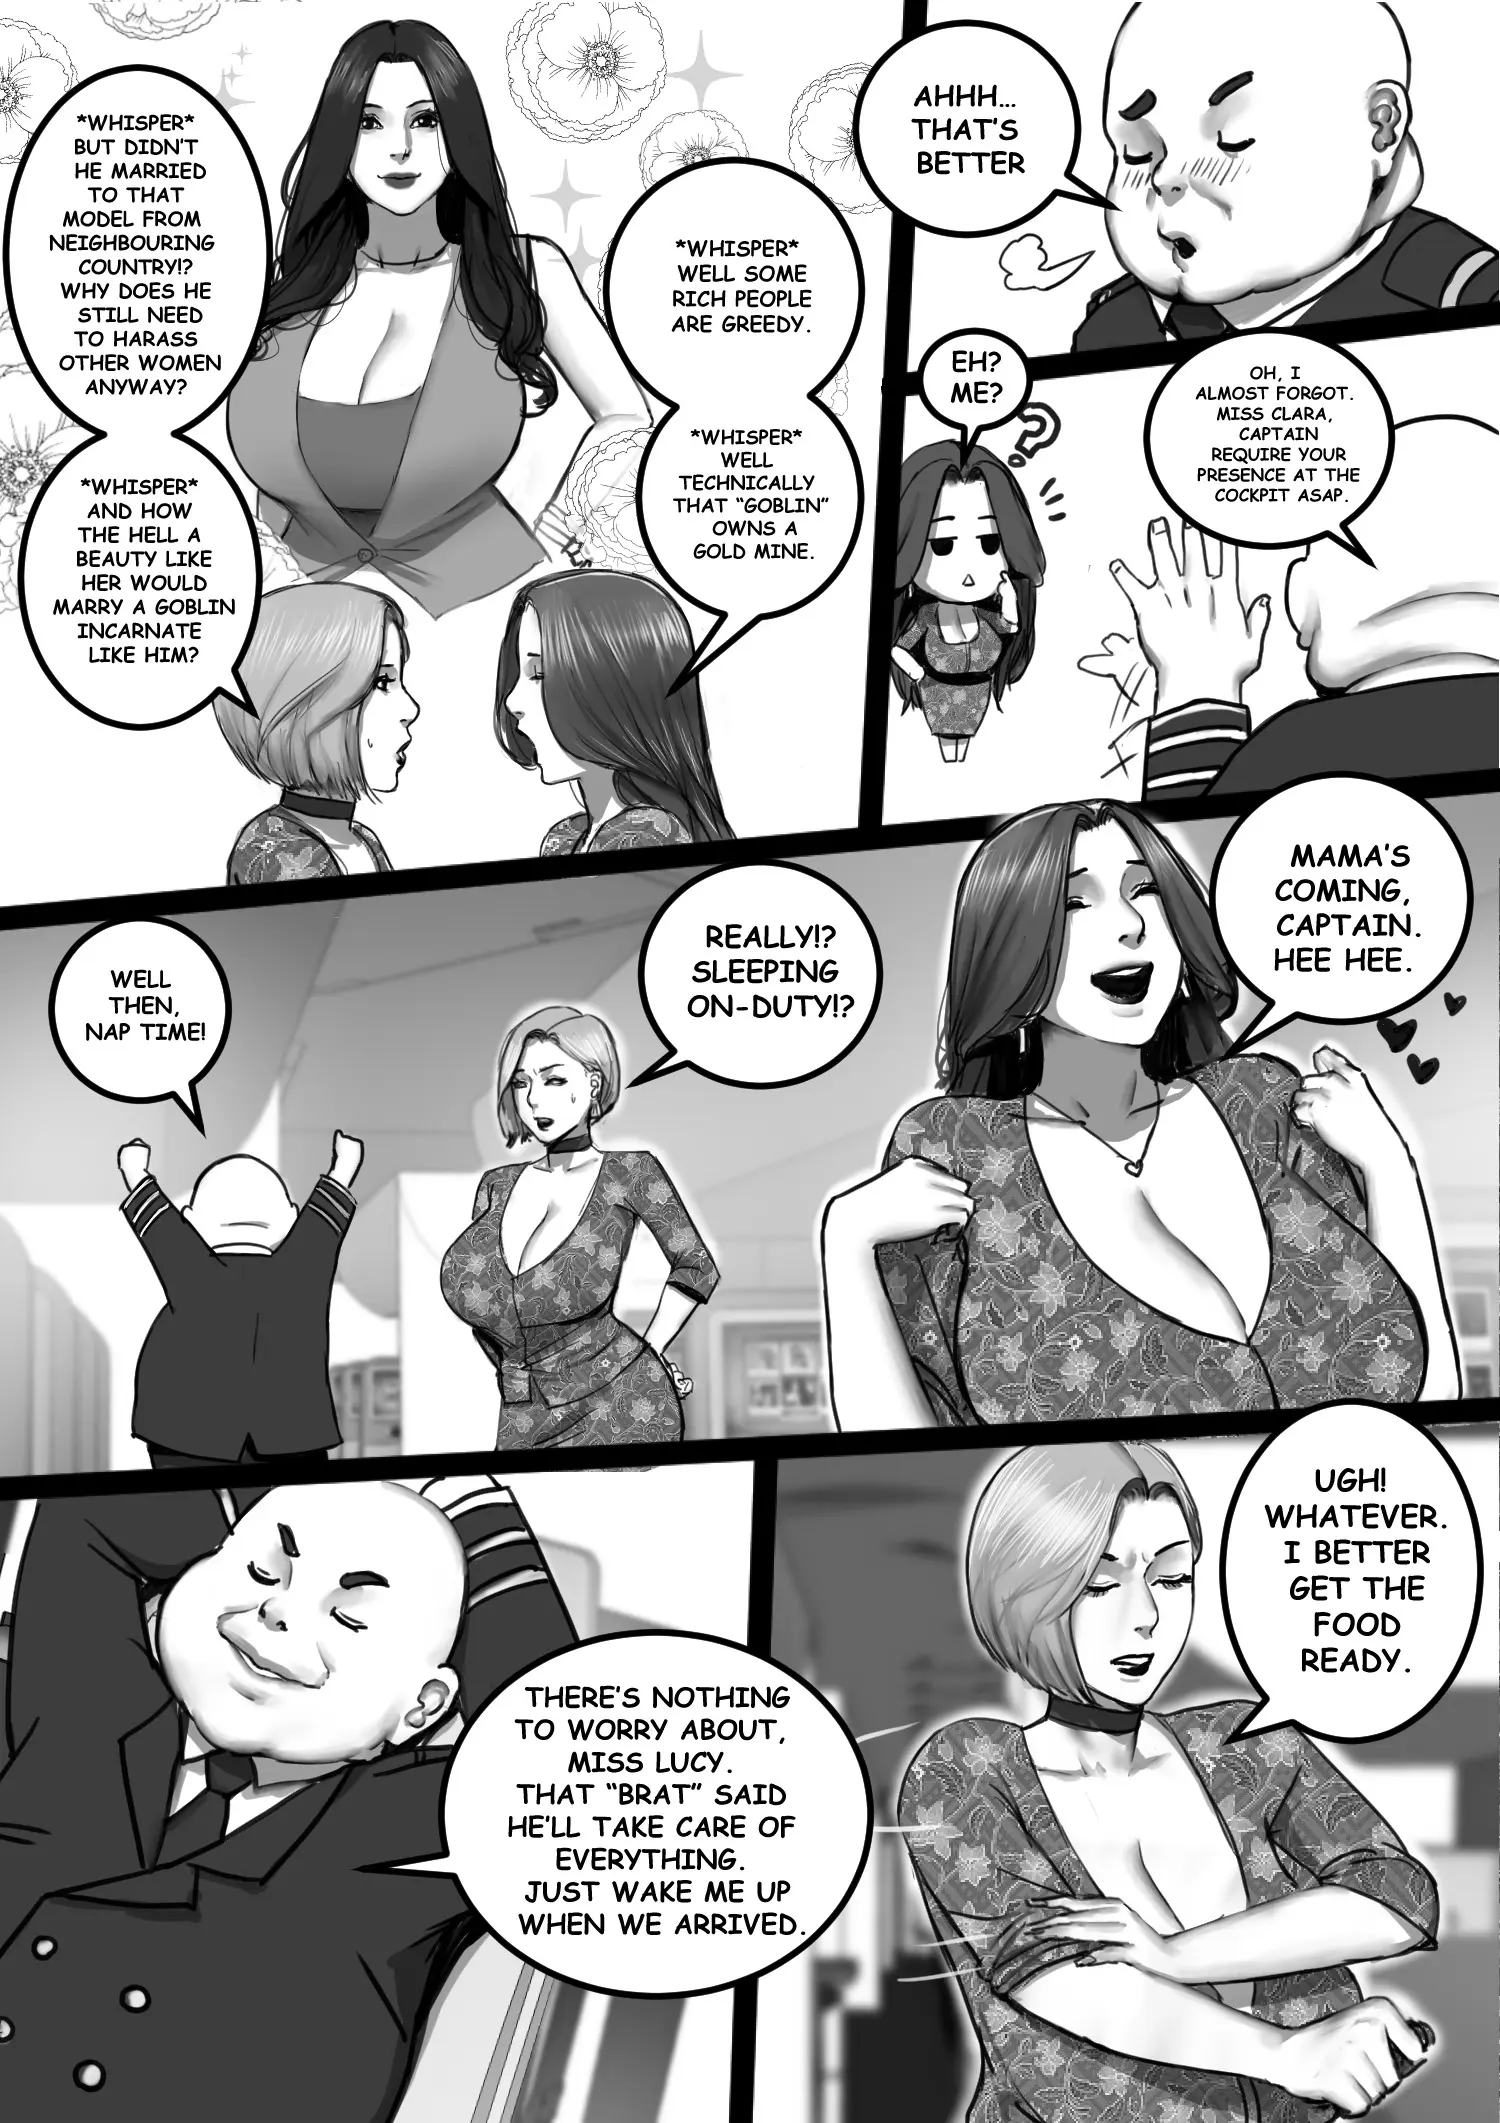 *WHISPER*
BUT DIDN'T
HE MARRIED
TO THAT
MODEL FROM
NEIGHBOURING
COUNTRY!?
WHY DOES HE
STILL NEED
TO HARASS
OTHER WOMEN
ANYWAY?
*WHISPER*
AND HOW
THE HELL A
BEAUTY LIKE
HER WOULD
MARRY A GOBLIN
INCARNATE
LIKE HIM?
*WHISPER*
WELL SOME
RICH PEOPLE
ARE GREEDY.
*WHISPER*
WELL
TECHNICALLY
THAT "GOBLIN"
OWNS A
GOLD MINE.
AHHH...
THAT'S
BETTER
OH, I
ALMOST FORGOT.
MISS CLARA,
CAPTAIN
REQUIRE YOUR
PRESENCE AT THE
COCKPIT ASAP.
EH?
ME?
?
WELL
THEN,
NAP TIME!
REALLY!?
SLEEPING
ON-DUTY!?
MAMA'S
COMING,
CAPTAIN.
HEE HEE.
THERE'S NOTHING
TO WORRY ABOUT,
MISS LUCY.
THAT "BRAT" SAID
HE'LL TAKE CARE OF
EVERYTHING.
JUST WAKE ME UP
WHEN WE ARRIVED.
UGH!
WHATEVER.
I BETTER
GET THE
FOOD
READY.